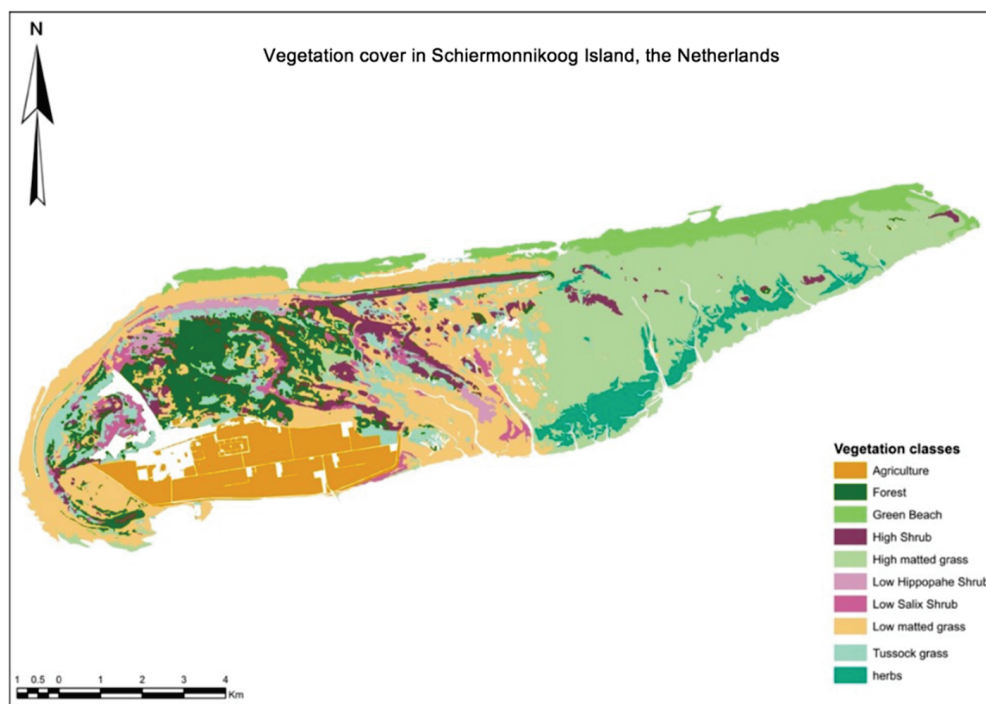 N
Vegetation cover in Schiermonnikoog Island, the Netherlands
Vegetation classes
Agriculture
Forest
Green Beach
High Shrub
High matted grass
Low Hippopahe Shrub
Low Salix Shrub
Low matted grass
Tussock grass
herbs
1 0.5 0 1 2 3 4
Km